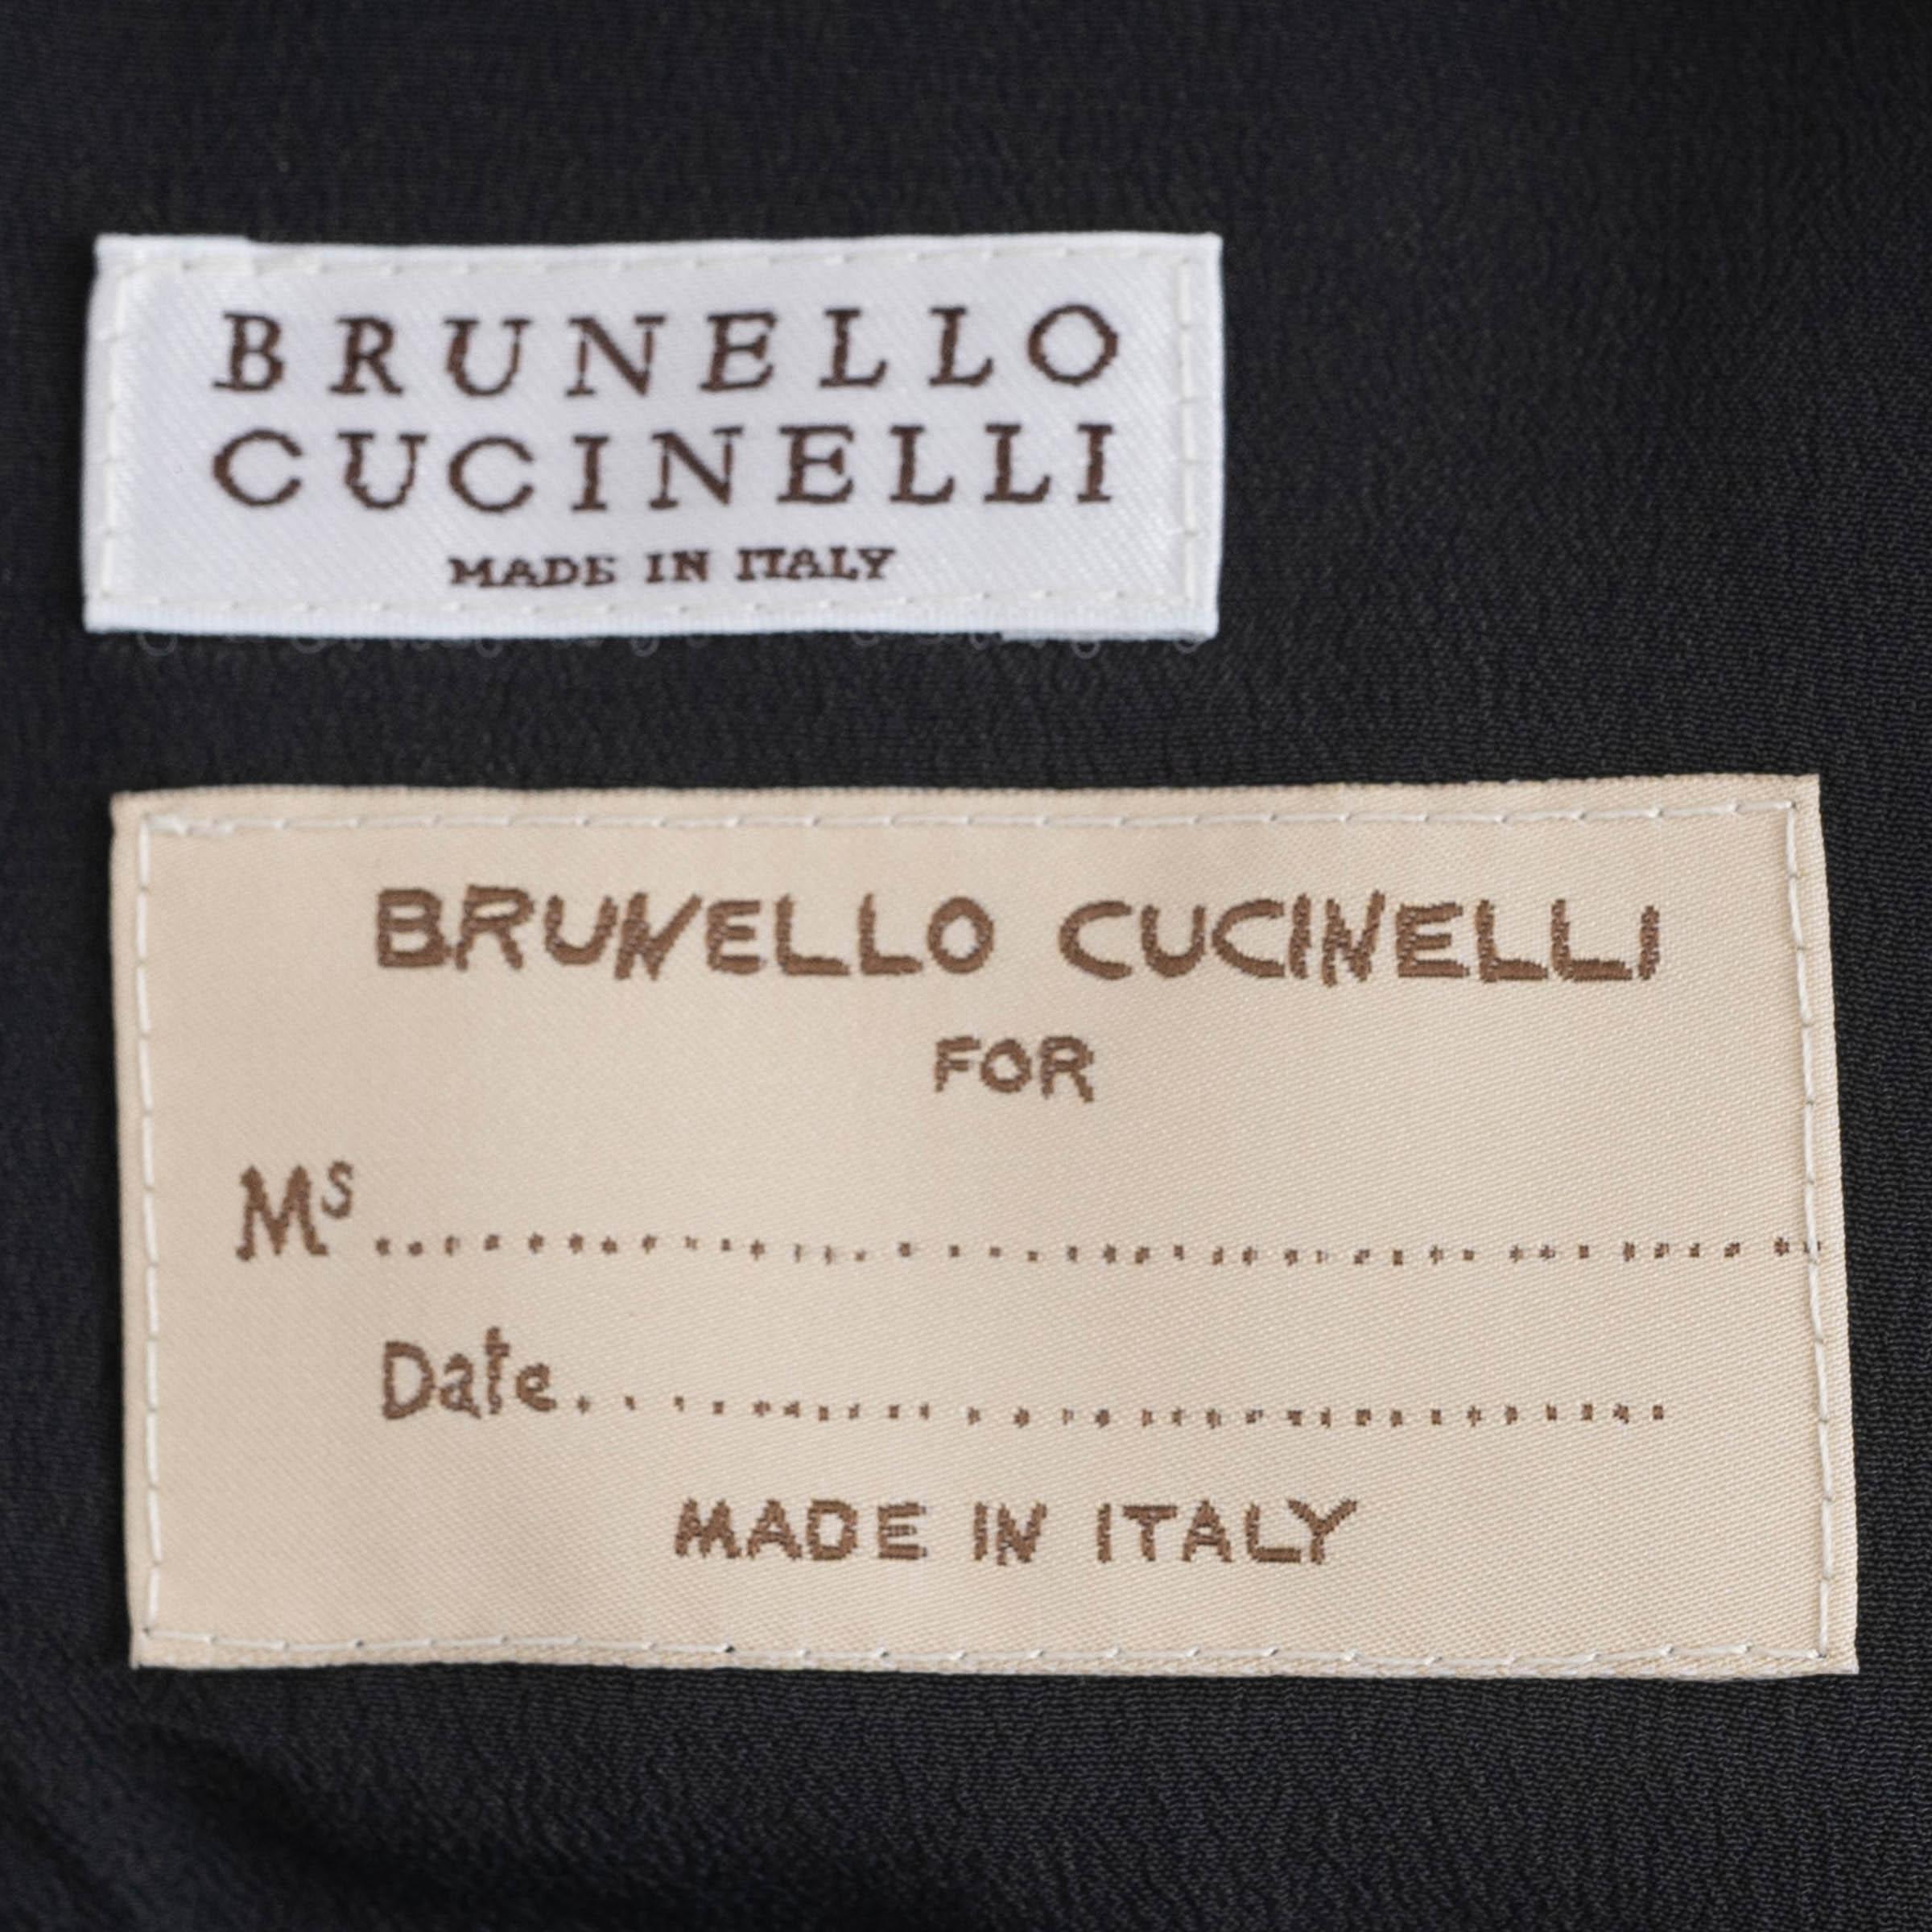 BRUNELLO
CUCINELLI
MADE IN ITALY
BRUNELLO CUCINELLI
FOR
Ms........................................
Date..............................
MADE IN ITALY